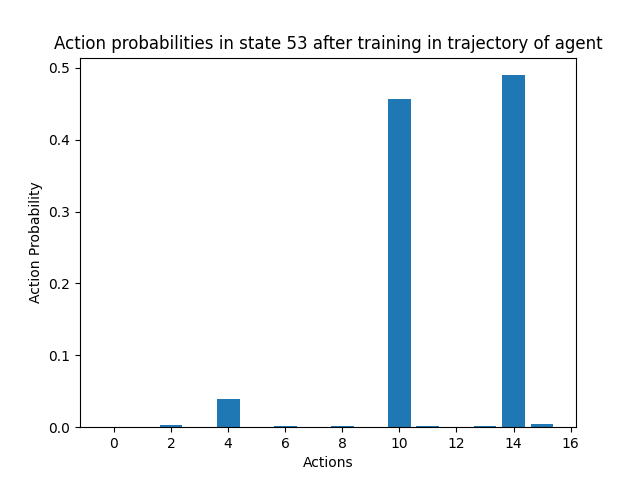 Action probabilities in state 53 after training in trajectory of agent
0.5
0.4
0.3
0.2
0.1
0.0
Action Probability
0 2 4 6 8 10 12 14 16
Actions